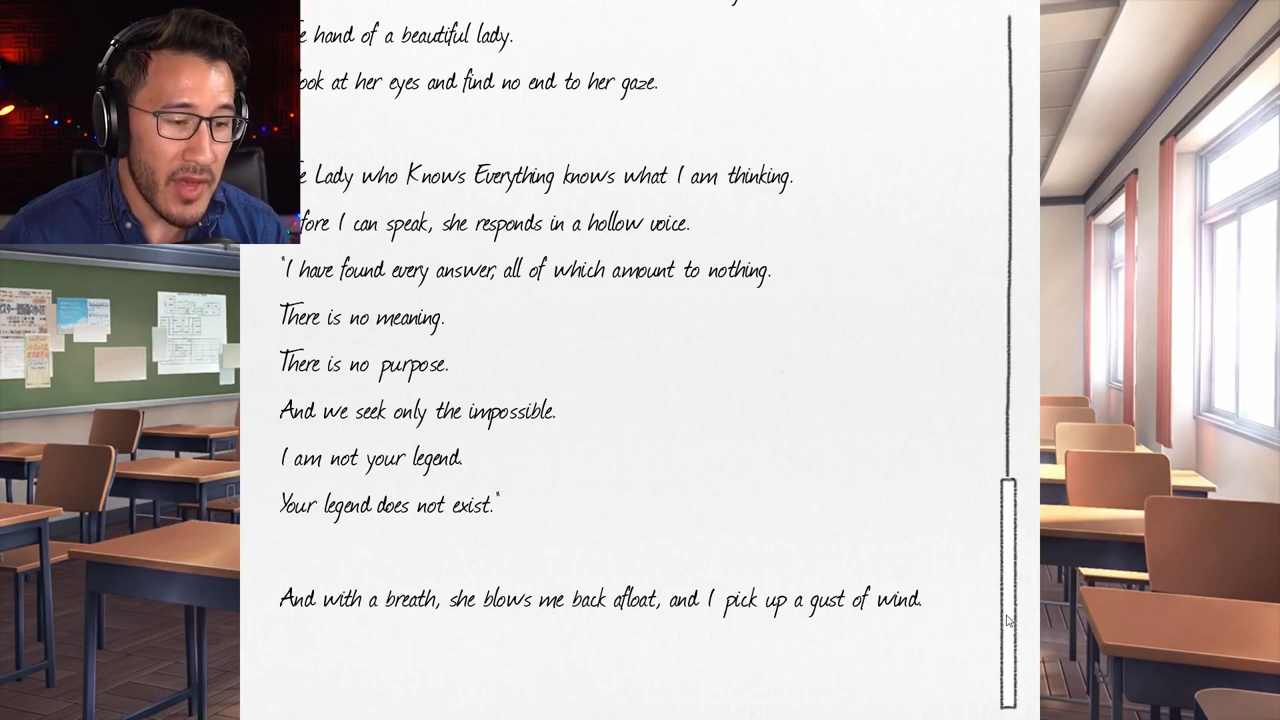 hand of a beautiful lady.
look at her eyes and find no end to her gaze.
Lady who Knows Everything knows what I am thinking.
fore I can speak, she responds in a hollow voice.
"I have found every answer, all of which amount to nothing.
There is no meaning.
There is no purpose.
And we seek only the impossible.
I am not your legend.
Your legend does not exist."
And with a breath, she blows me back afloat, and I pick up a gust of wind.